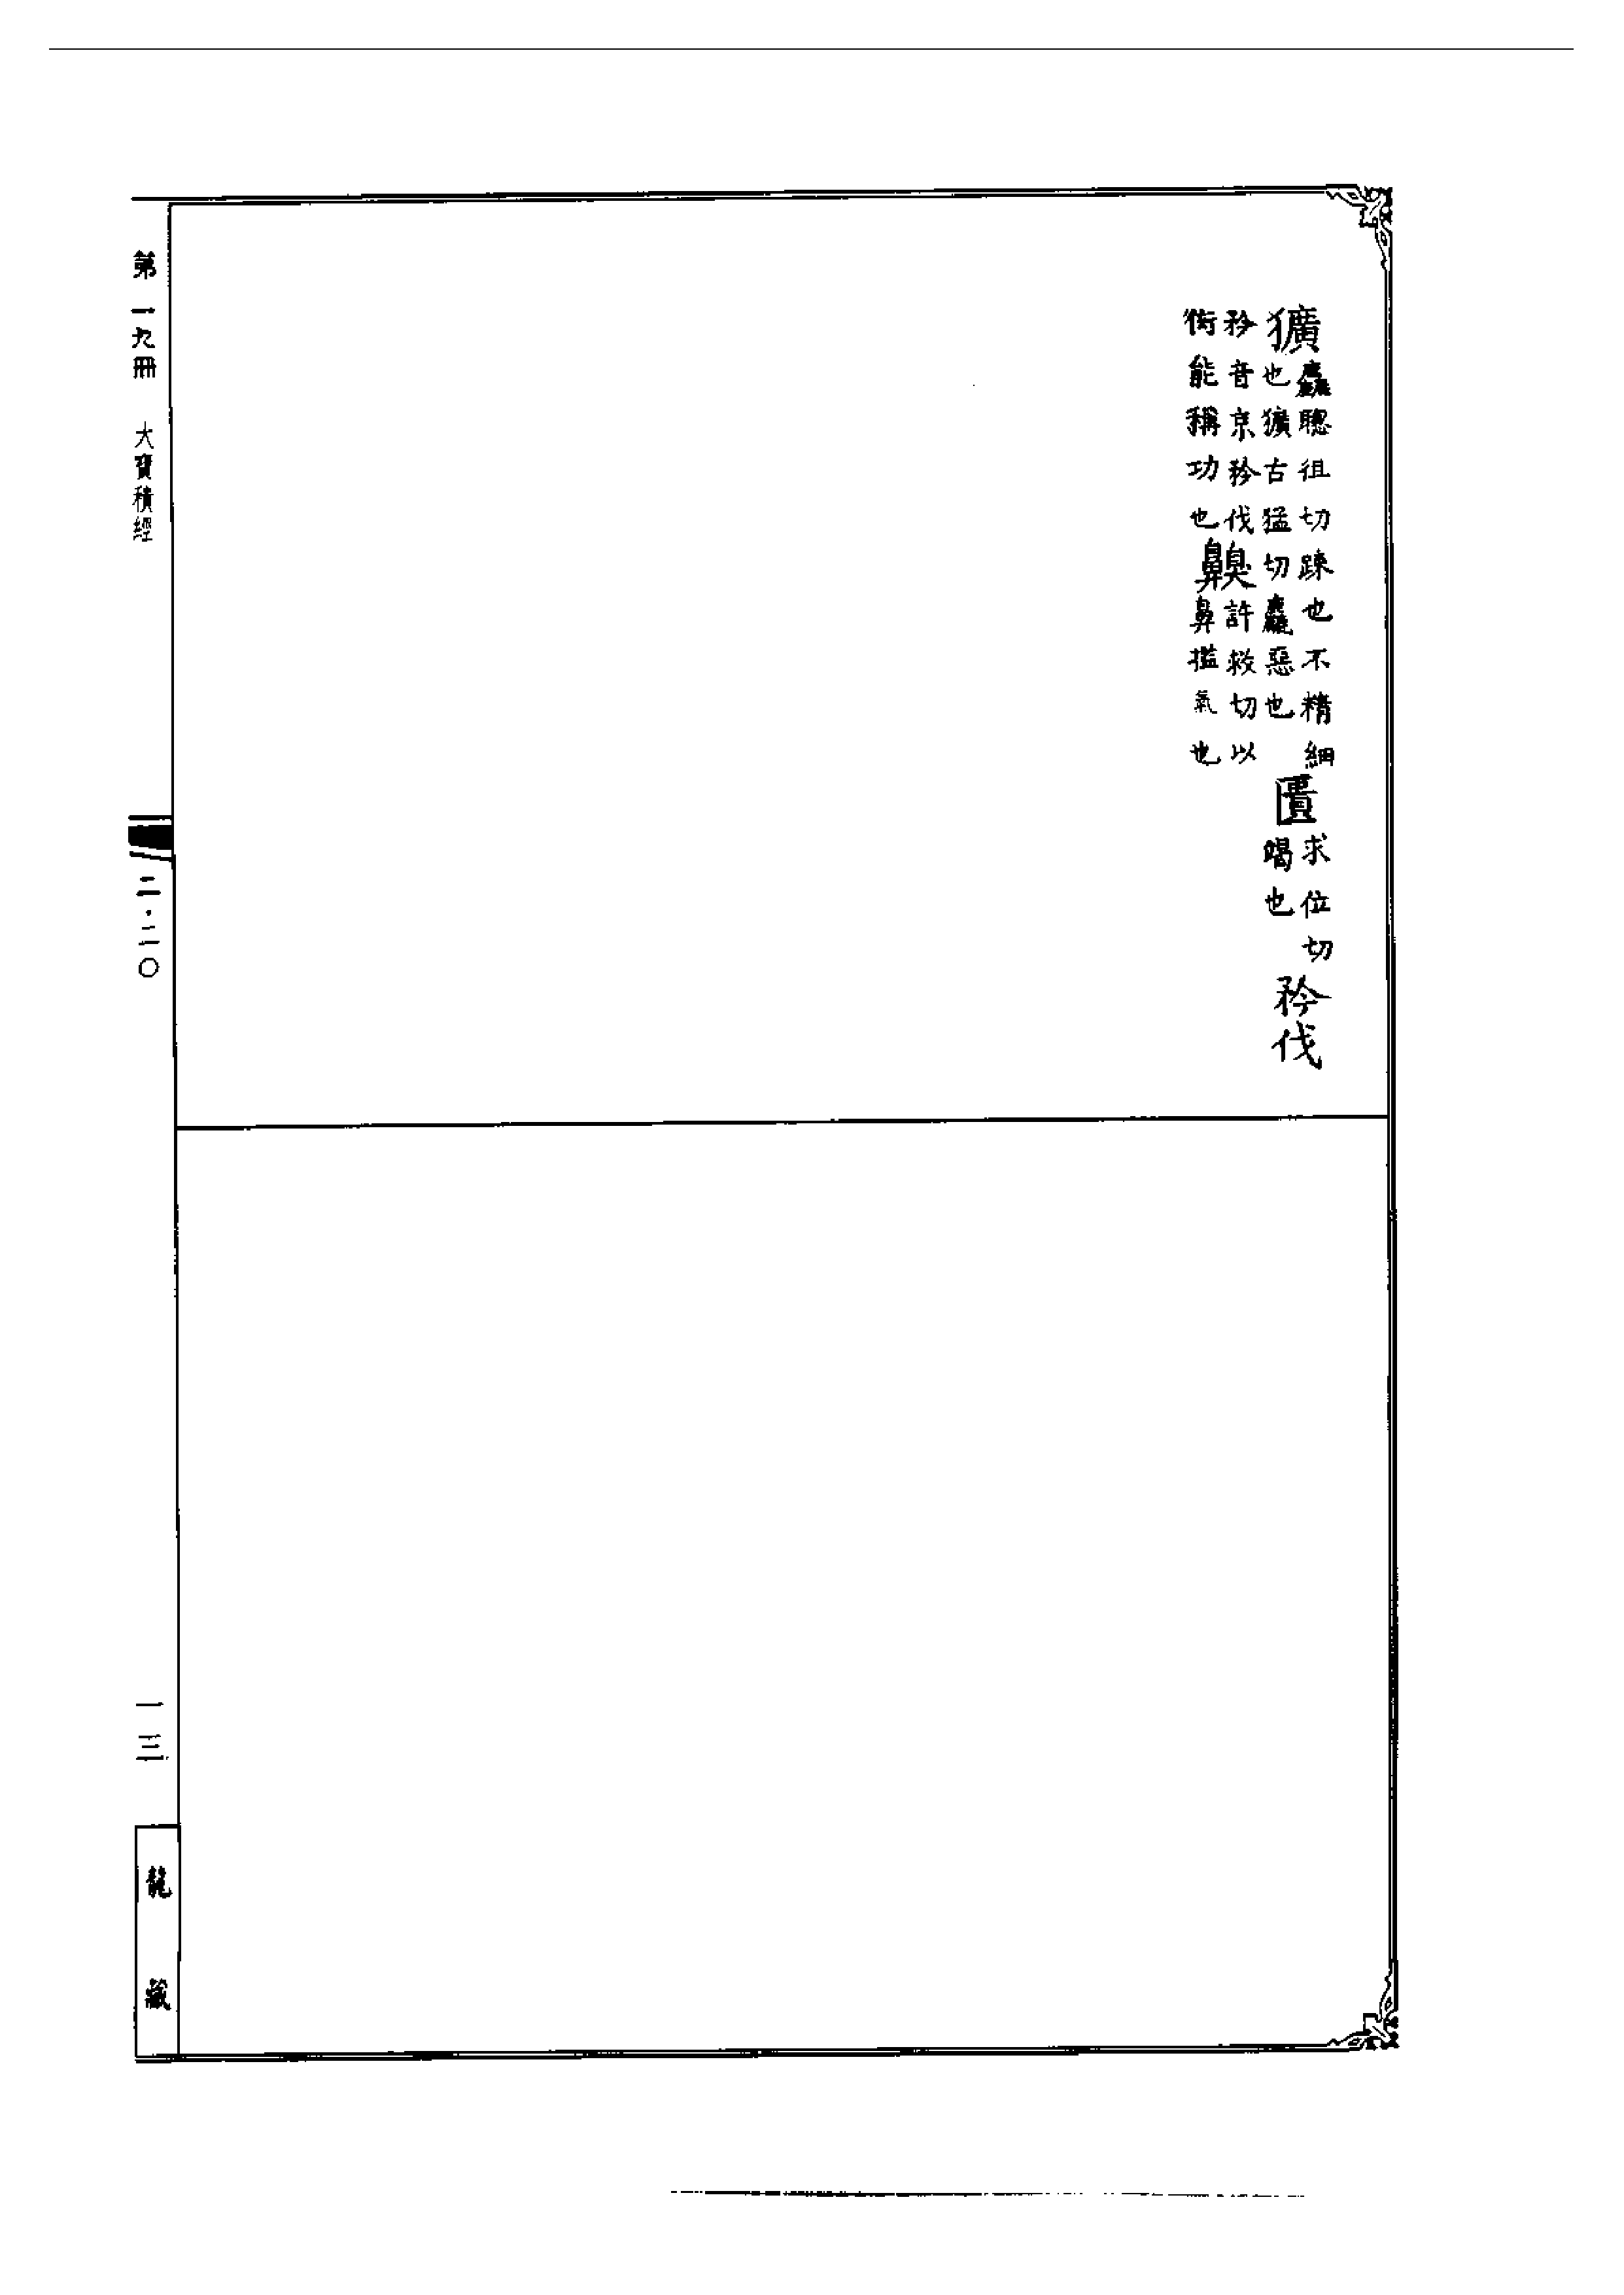 獷麤聰徂切踈也不精細也獷古猛切麤惡也 匱求位切竭也 矜伐
矜音京矜伐衒能稱功也 齅許救切以鼻搵氣也
第一九冊 大寶積經 二·二〇 一三 龍藏